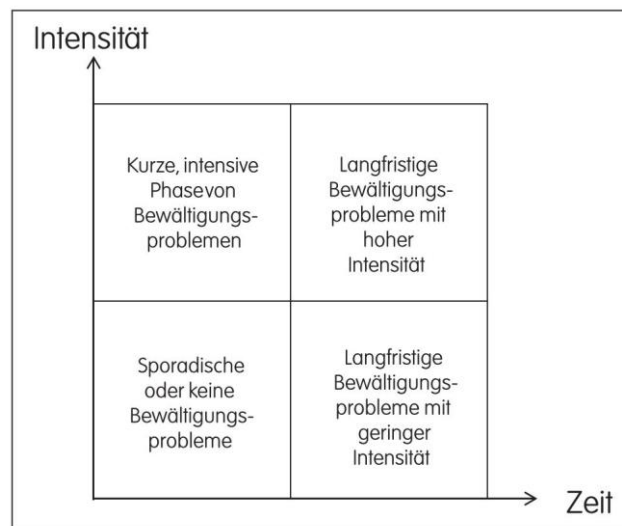 Intensität
Kurze, intensive
Phasevon
Bewältigungs-
problemen
Langfristige
Bewältigungs-
probleme mit
hoher
Intensität
Sporadische
oder keine
Bewältigungs-
probleme
Langfristige
Bewältigungs-
probleme mit
geringer
Intensität
Zeit